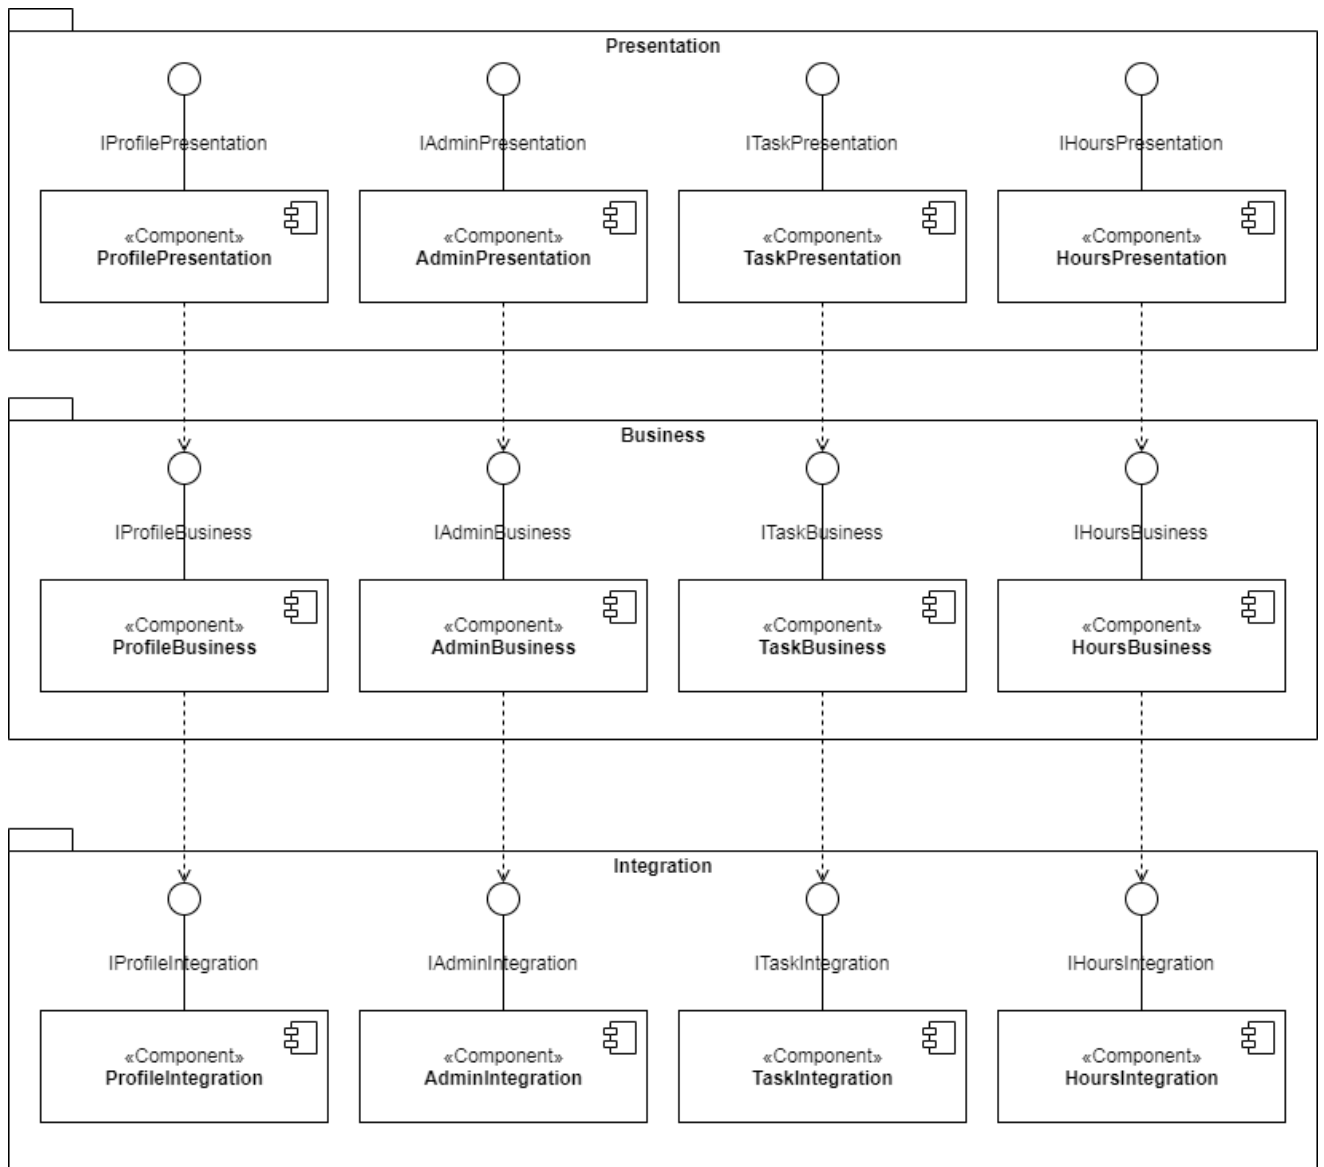 Presentation
IProfilePresentation
IAdminPresentation
ITaskPresentation
IHoursPresentation
«Component»
ProfilePresentation
«Component»
AdminPresentation
«Component»
TaskPresentation
«Component»
HoursPresentation
Business
IProfileBusiness
IAdminBusiness
ITaskBusiness
IHoursBusiness
«Component»
ProfileBusiness
«Component»
AdminBusiness
«Component»
TaskBusiness
«Component»
HoursBusiness
Integration
IProfileIntegration
IAdminIntegration
ITaskIntegration
IHoursIntegration
«Component»
ProfileIntegration
«Component»
AdminIntegration
«Component»
TaskIntegration
«Component»
HoursIntegration